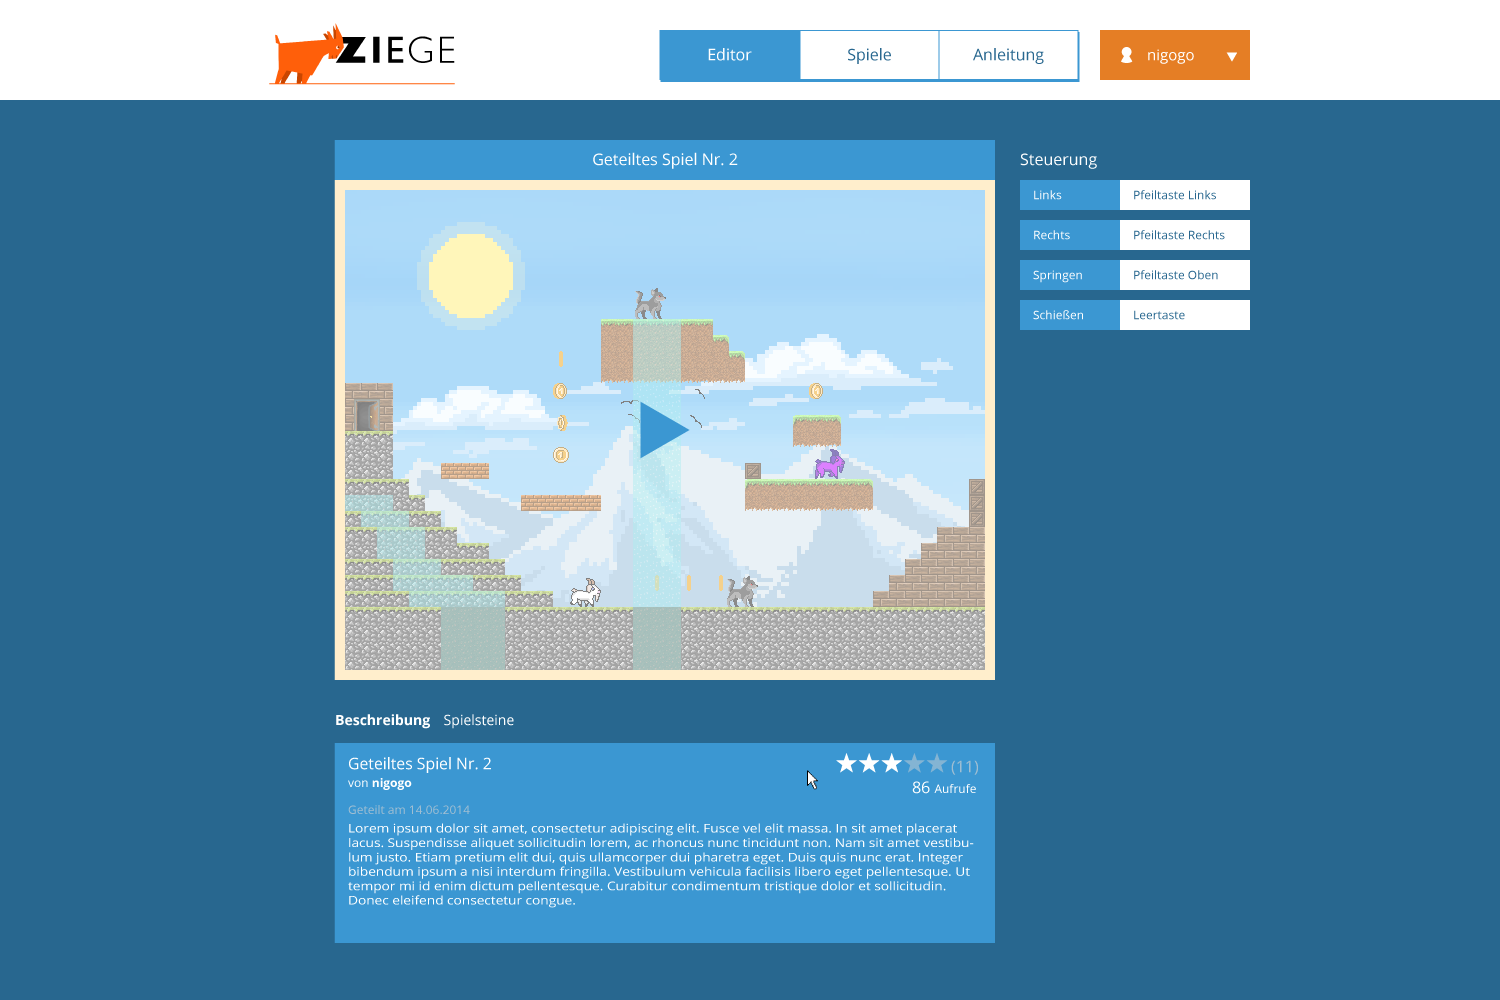 ZIEGE
Editor
Spiele
Anleitung
nigogo
Geteiltes Spiel Nr. 2
Steuerung
Links
Pfeiltaste Links
Rechts
Pfeiltaste Rechts
Springen
Pfeiltaste Oben
Schießen
Leertaste
Beschreibung
Spielsteine
Geteiltes Spiel Nr. 2
(11)
von nigogo
86 Aufrufe
Geteilt am 14.06.2014
Lorem ipsum dolor sit amet, consectetur adipiscing elit. Fusce vel elit massa. In sit amet placerat
lacus. Suspendisse aliquet sollicitudin lorem, ac rhoncus nunc tincidunt non. Nam sit amet vestibu-
lum justo. Etiam pretium elit dui, quis ullamcorper dui pharetra eget. Duis quis nunc erat. Integer
bibendum ipsum a nisi interdum fringilla. Vestibulum vehicula facilisis libero eget pellentesque. Ut
tempor mi id enim dictum pellentesque. Curabitur condimentum tristique dolor et sollicitudin.
Donec eleifend consectetur congue.